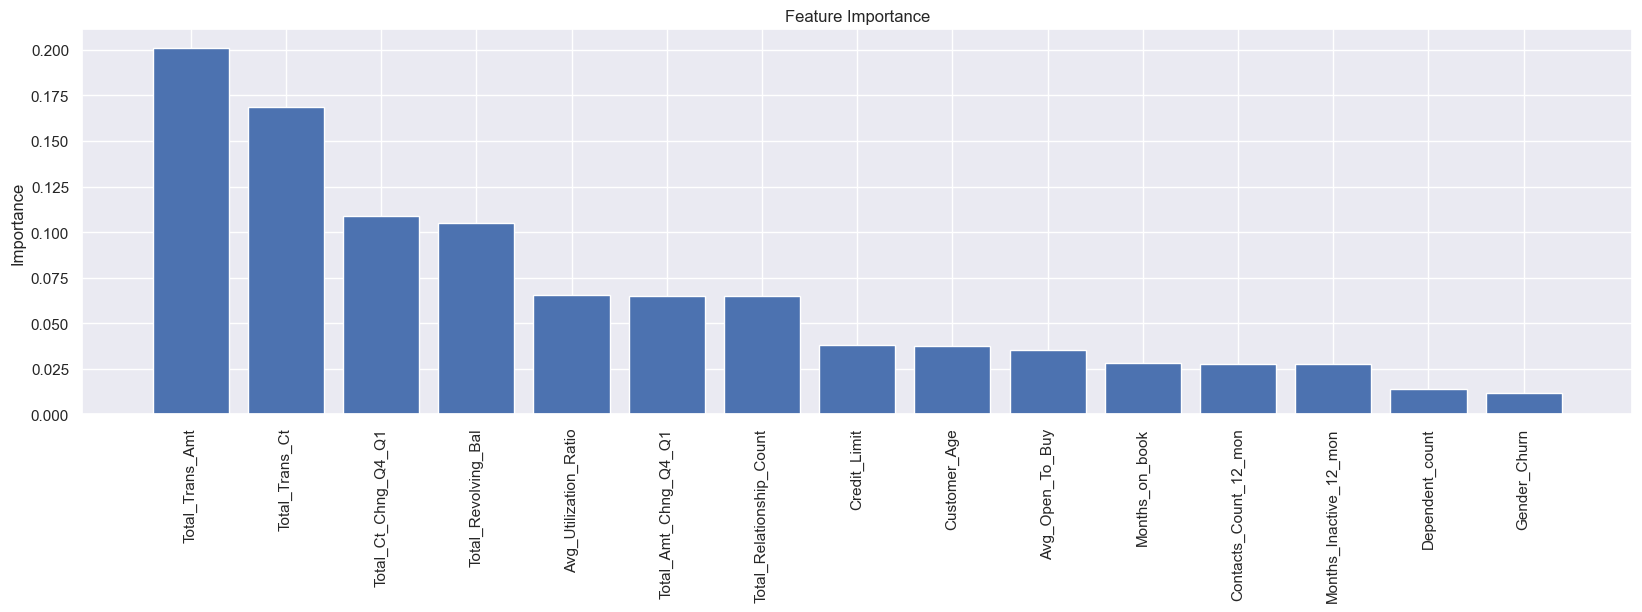 Feature Importance
Importance
0.200
0.175
0.150
0.125
0.100
0.075
0.050
0.025
0.000
Total_Trans_Amt
Total_Trans_Ct
Total_Ct_Chng_Q4_Q1
Total_Revolving_Bal
Avg_Utilization_Ratio
Total_Amt_Chng_Q4_Q1
Total_Relationship_Count
Credit_Limit
Customer_Age
Avg_Open_To_Buy
Months_on_book
Contacts_Count_12_mon
Months_Inactive_12_mon
Dependent_count
Gender_Churn